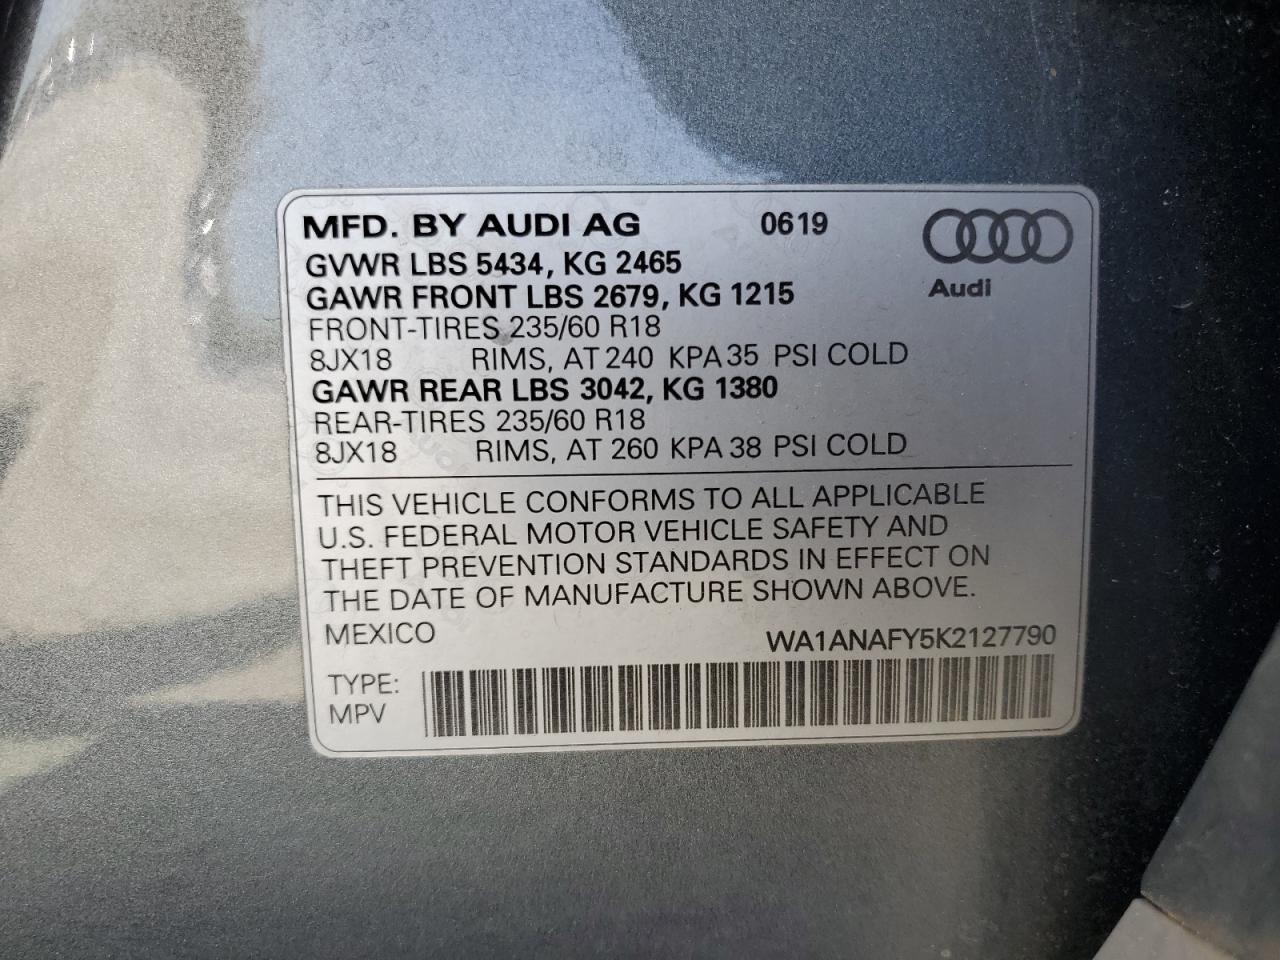 MFD. BY AUDI AG 0619
GVWR LBS 5434, KG 2465
GAWR FRONT LBS 2679, KG 1215
Audi
FRONT-TIRES 235/60 R18
8JX18 RIMS, AT 240 KPA 35 PSI COLD
GAWR REAR LBS 3042, KG 1380
REAR-TIRES 235/60 R18
8JX18 RIMS, AT 260 KPA 38 PSI COLD
THIS VEHICLE CONFORMS TO ALL APPLICABLE
U.S. FEDERAL MOTOR VEHICLE SAFETY AND
THEFT PREVENTION STANDARDS IN EFFECT ON
THE DATE OF MANUFACTURE SHOWN ABOVE.
MEXICO WA1ANAFY5K2127790
TYPE:
MPV